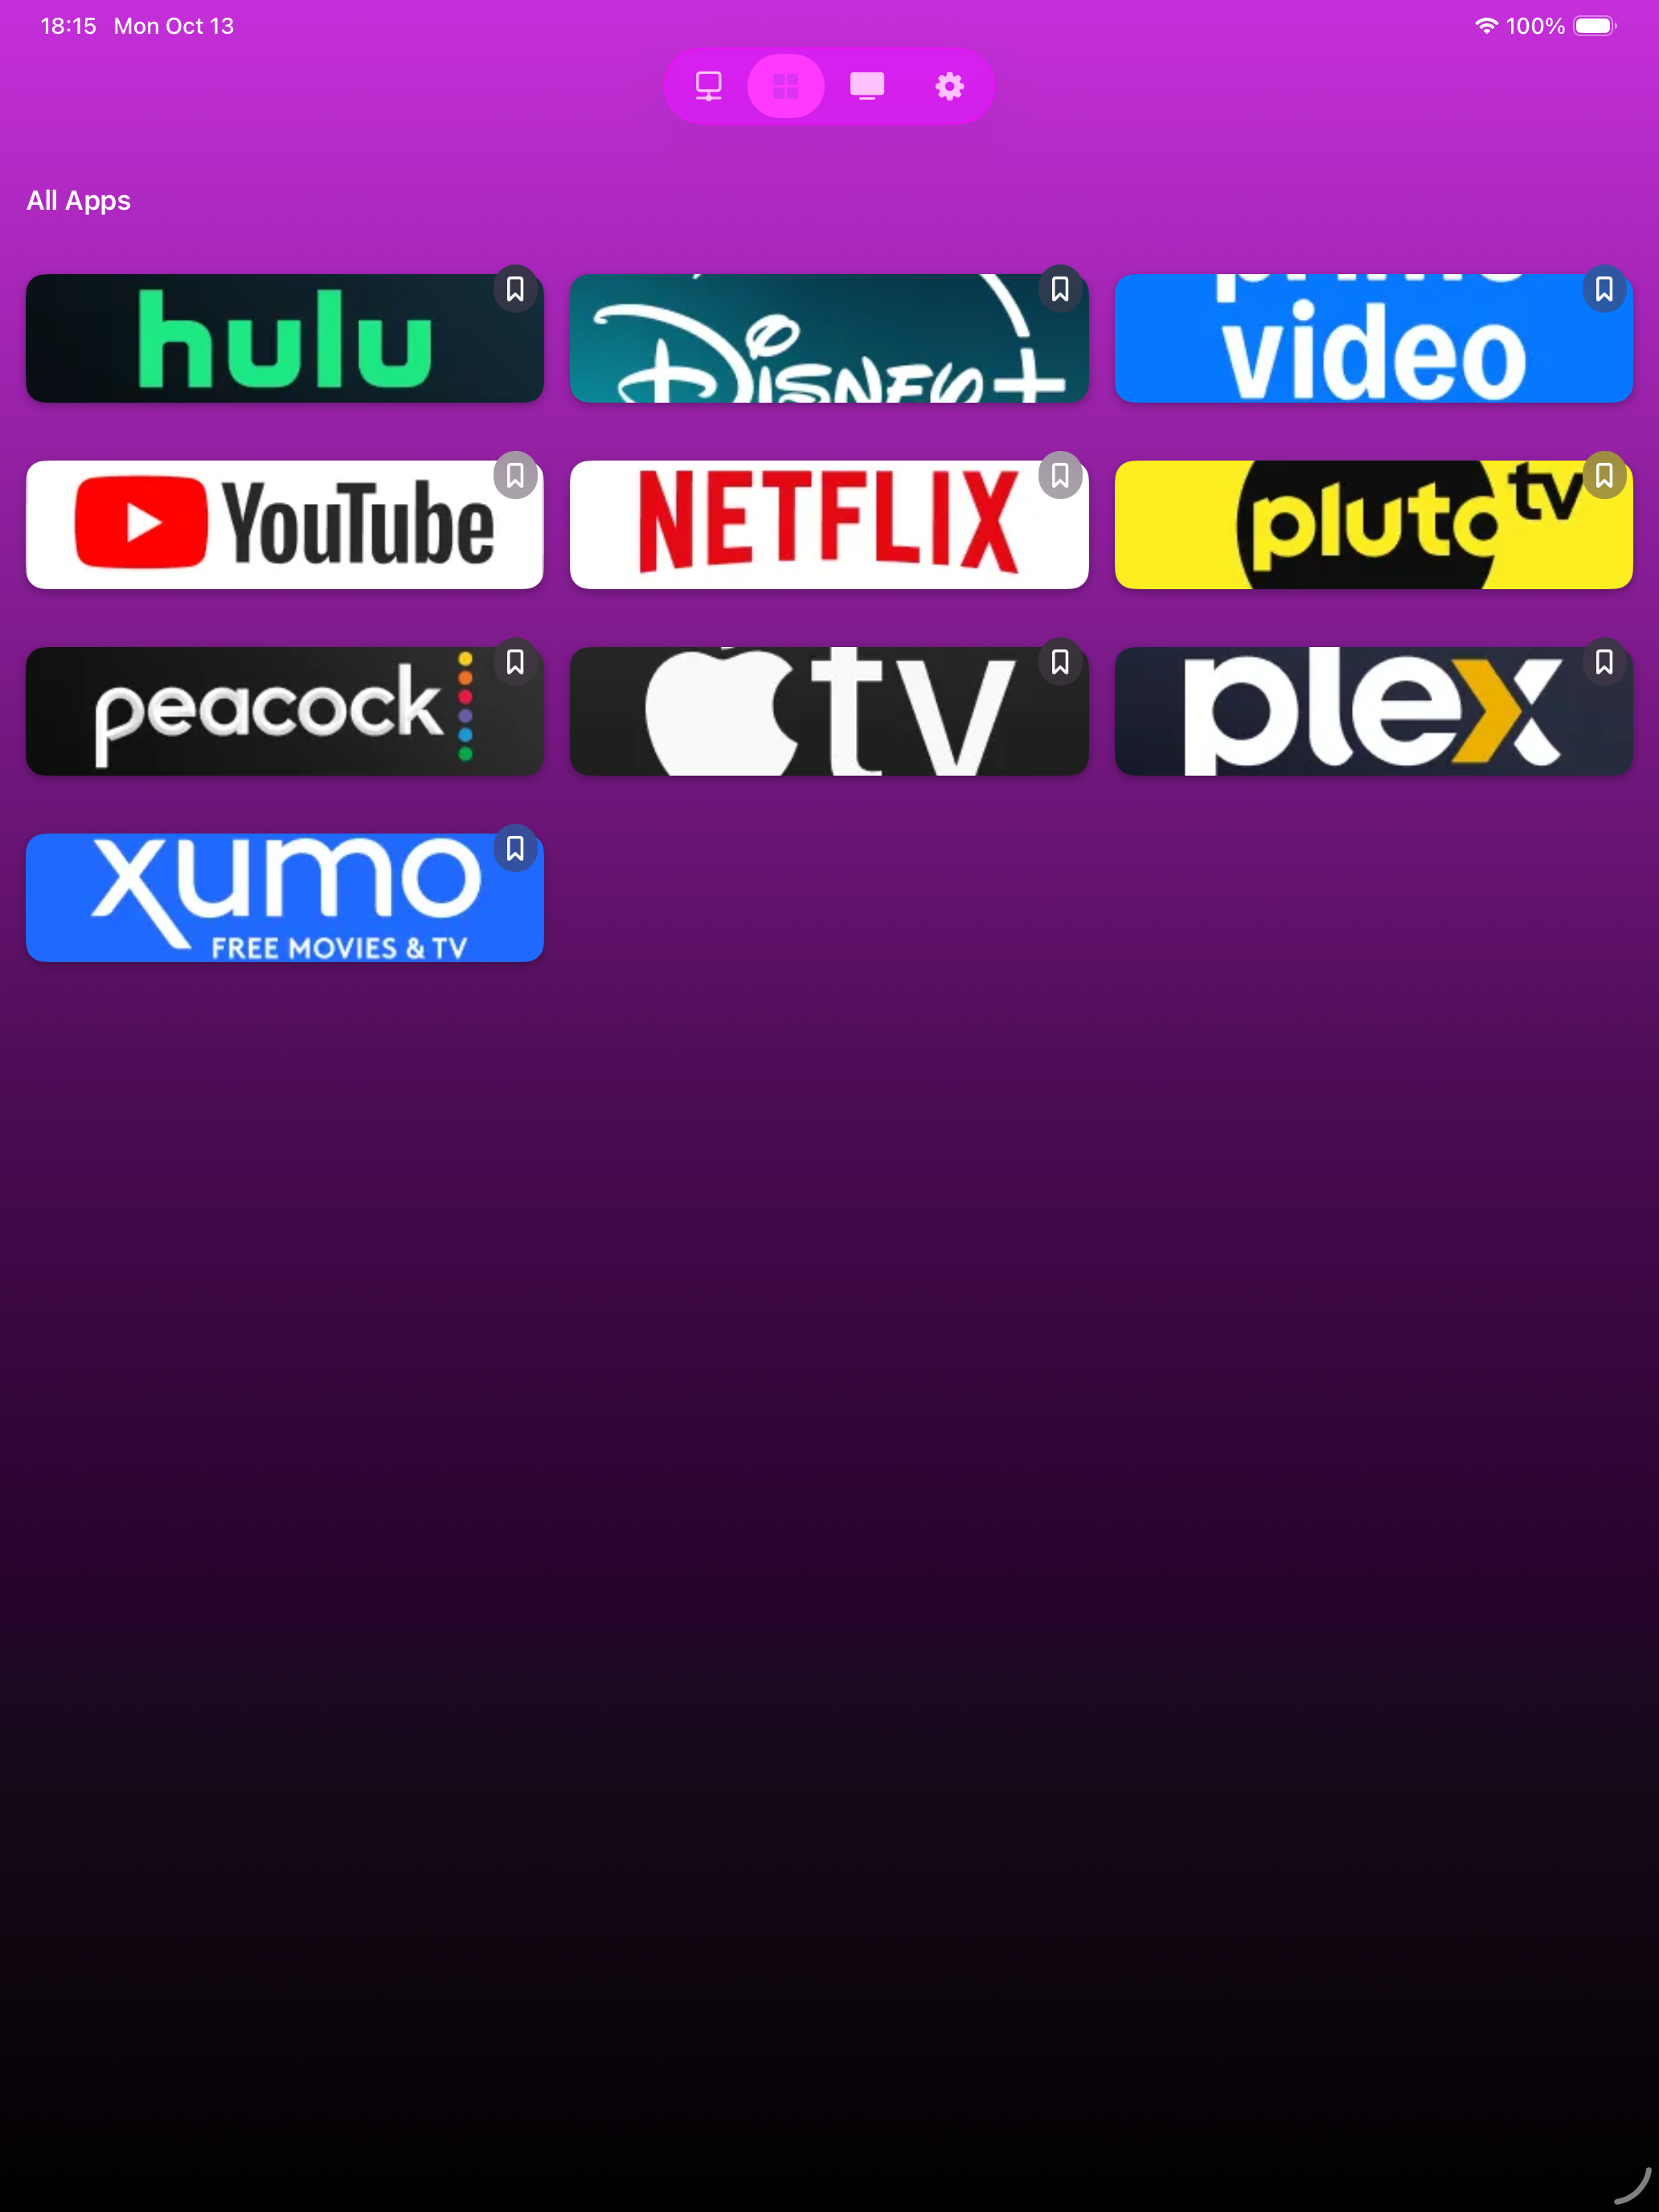 18:15 Mon Oct 13
100%
All Apps
hulu
Disney+
prime
video
YouTube
NETFLIX
pluto tv
peacock
tv
plex
xumo
FREE MOVIES & TV